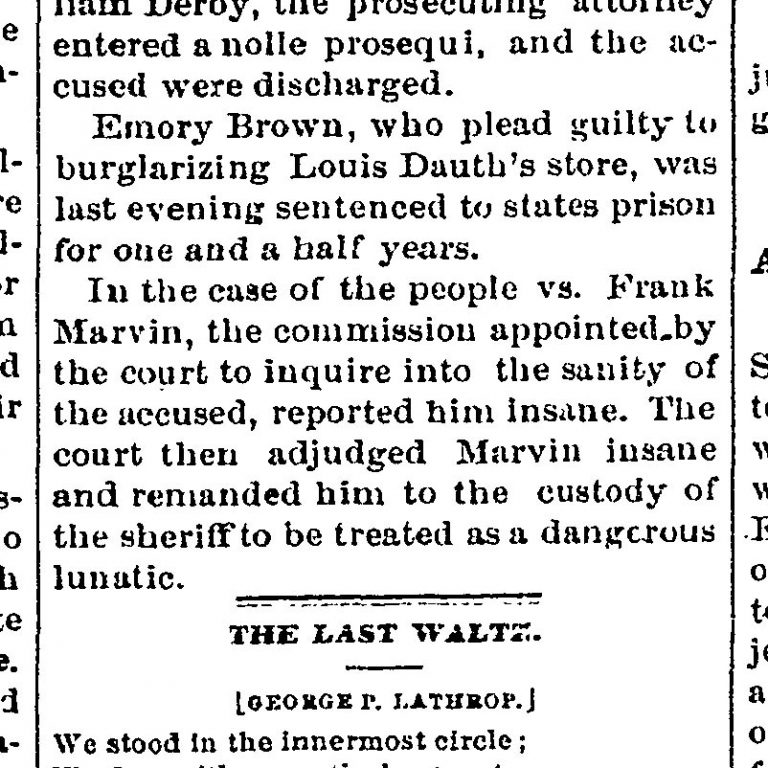 liam Derby, the prosecuting attorney
entered a nolle prosequi, and the ac-
cused were discharged.
Emory Brown, who plead guilty to
burglarizing Louis Dauth's store, was
last evening sentenced to states prison
for one and a half years.
In the case of the people vs. Frank
Marvin, the commission appointed by
the court to inquire into the sanity of
the accused, reported him insane. The
court then adjudged Marvin insane
and remanded him to the custody of
the sheriff to be treated as a dangerous
lunatic.
THE LAST WALTZ.
[GEORGE P. LATHROP.]
We stood in the innermost circle;